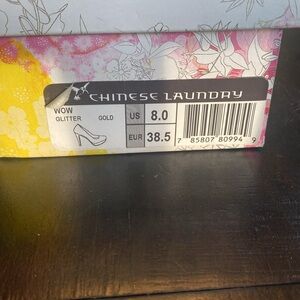 CHINESE LAUNDRY
WOW
GLITTER GOLD
US 8.0
EUR 38.5
7 85807 80994 9